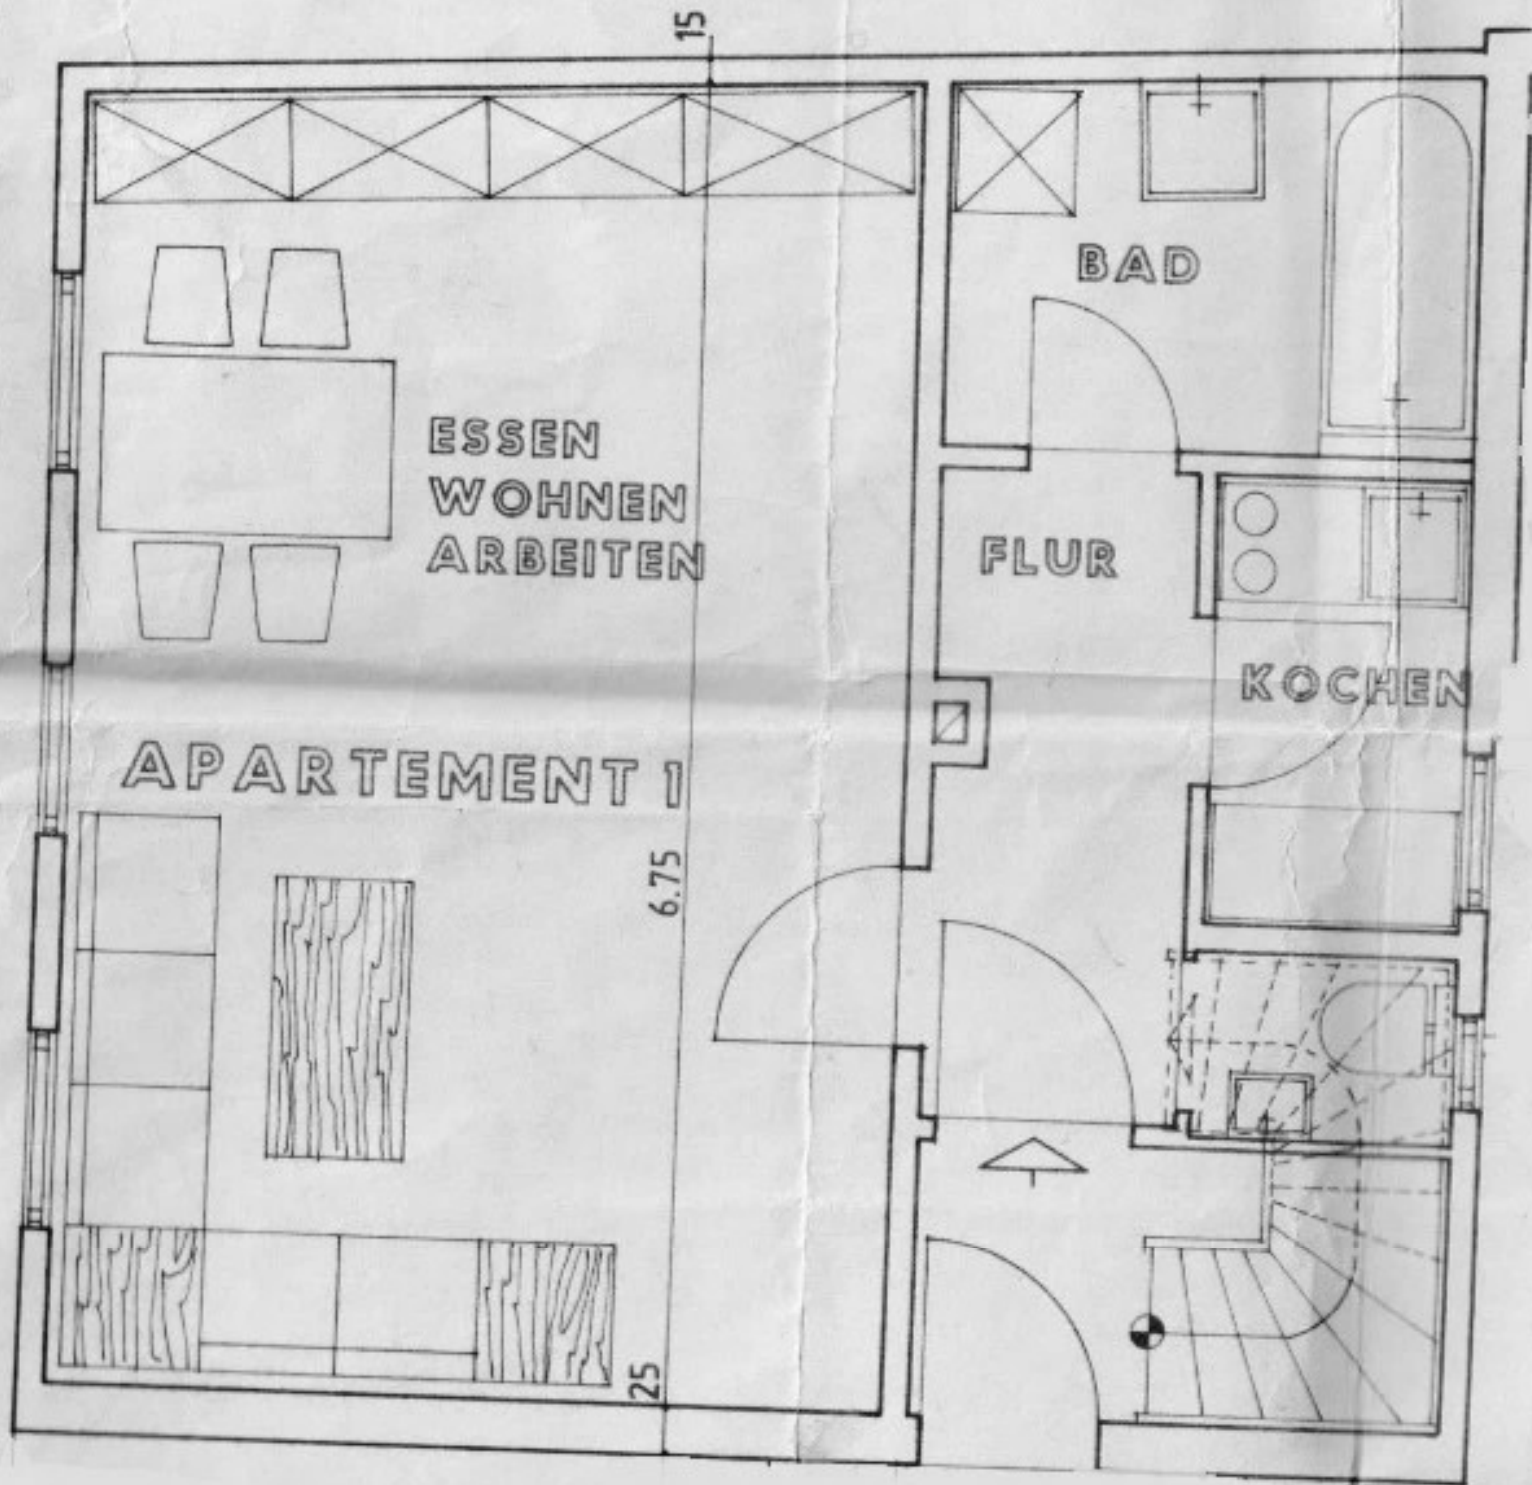 15
BAD
ESSEN
WOHNEN
ARBEITEN
FLUR
KOCHEN
APARTEMENT 1
6.75
25